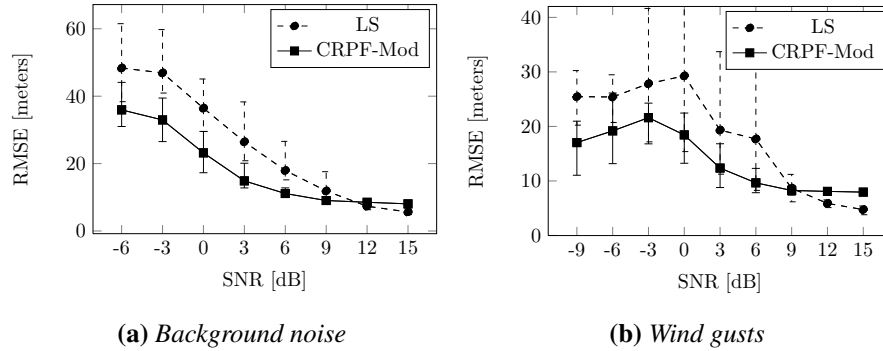 60
40
20
0
RMSE [meters]
-6 -3 0 3 6 9 12 15
SNR [dB]
LS
CRPF-Mod
(a) Background noise
40
30
20
10
0
RMSE [meters]
-9 -6 -3 0 3 6 9 12 15
SNR [dB]
LS
CRPF-Mod
(b) Wind gusts